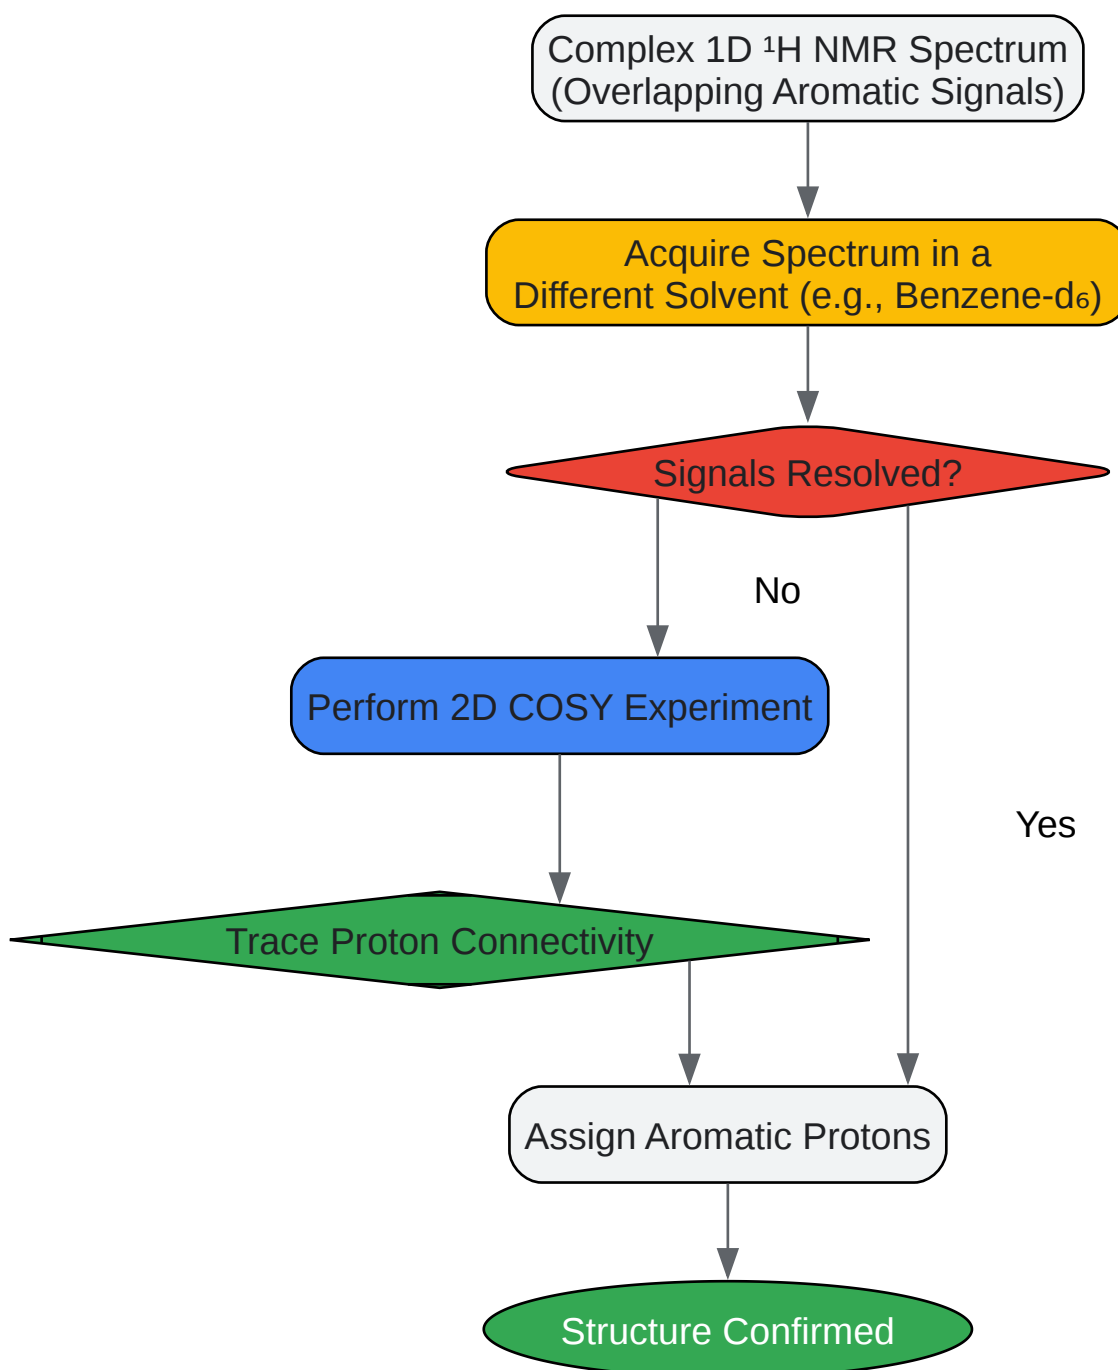 Complex 1D ¹H NMR Spectrum
(Overlapping Aromatic Signals)
Acquire Spectrum in a
Different Solvent (e.g., Benzene-d₆)
Signals Resolved?
No
Perform 2D COSY Experiment
Yes
Trace Proton Connectivity
Assign Aromatic Protons
Structure Confirmed